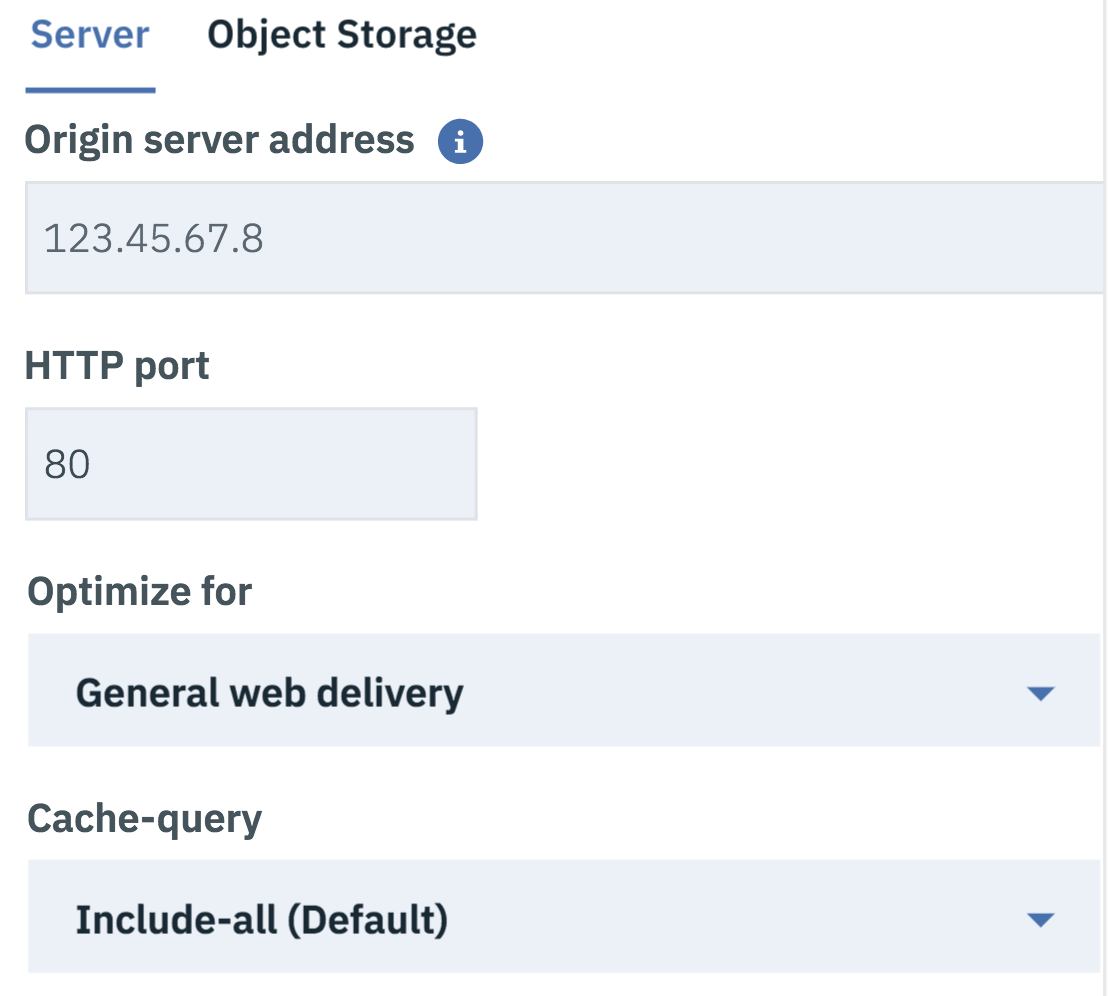 Server Object Storage
Origin server address i
123.45.67.8
HTTP port
80
Optimize for
General web delivery
Cache-query
Include-all (Default)